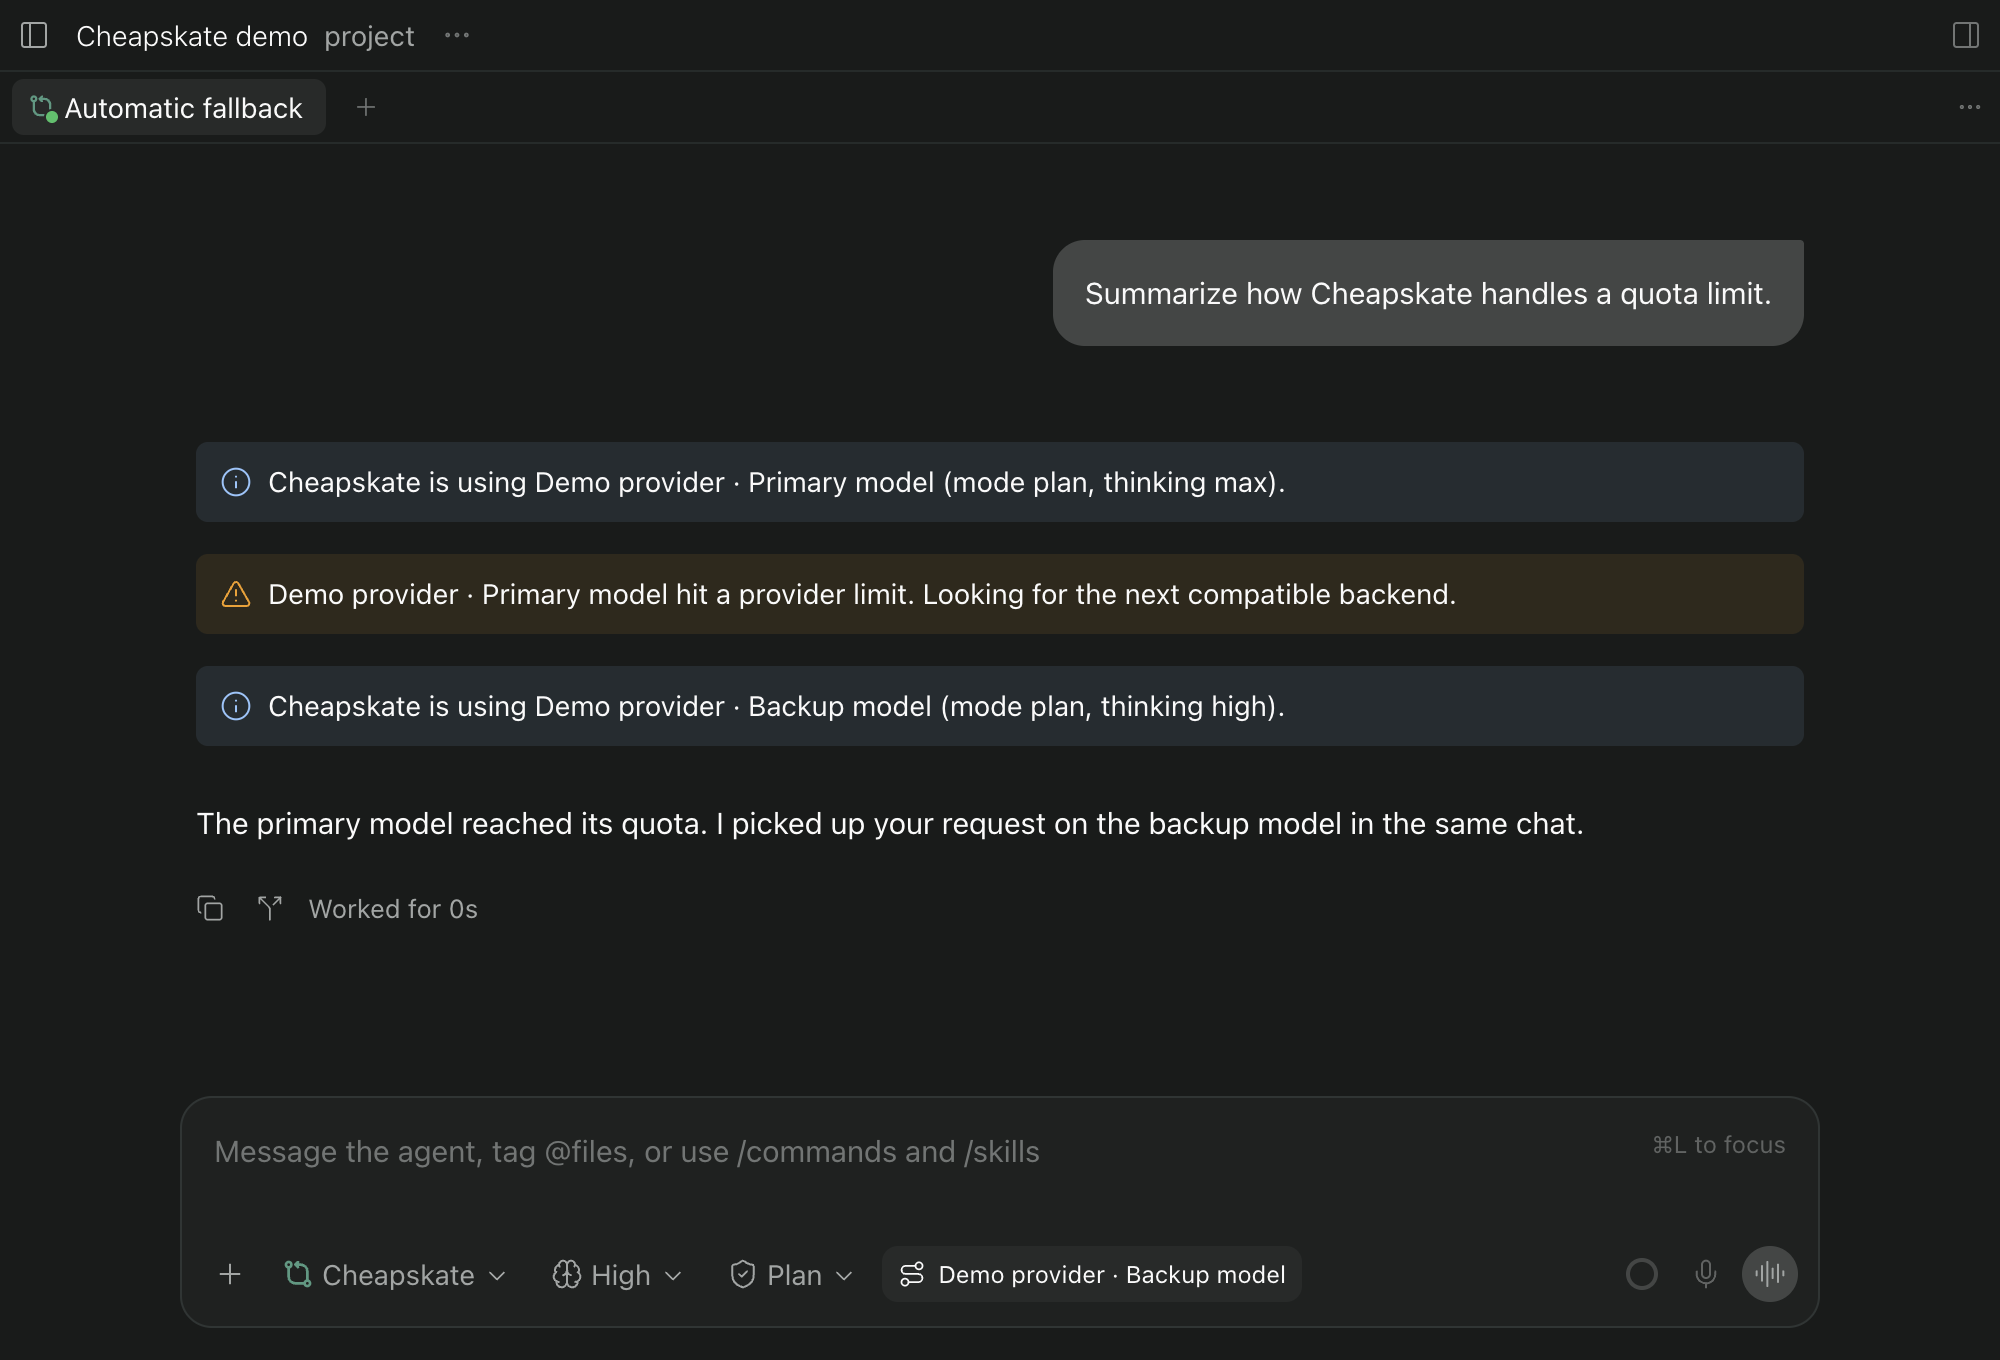 Cheapskate demo project
Automatic fallback
Summarize how Cheapskate handles a quota limit.
Cheapskate is using Demo provider · Primary model (mode plan, thinking max).
Demo provider · Primary model hit a provider limit. Looking for the next compatible backend.
Cheapskate is using Demo provider · Backup model (mode plan, thinking high).
The primary model reached its quota. I picked up your request on the backup model in the same chat.
Worked for 0s
Message the agent, tag @files, or use /commands and /skills
⌘L to focus
Cheapskate High Plan Demo provider · Backup model